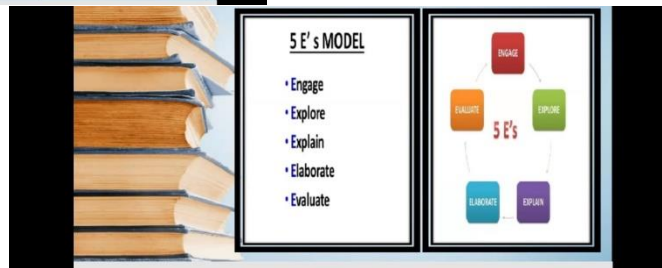 5 E' s MODEL
• Engage
• Explore
• Explain
• Elaborate
• Evaluate
ENGAGE
EVALUATE
EXPLORE
5 E's
ELABORATE
EXPLAIN